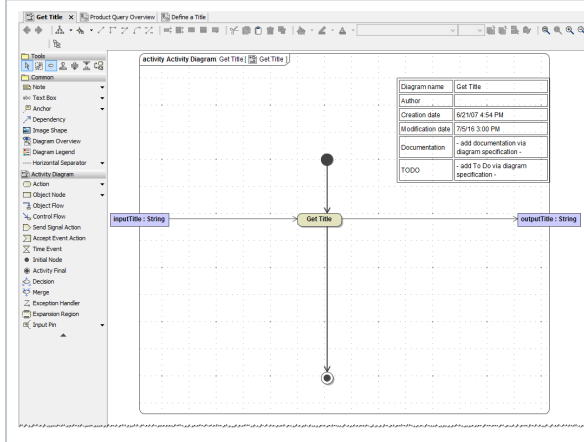 Get Title
Product Query Overview
Define a Title
Tools
Common
Note
abc Text Box
Anchor
Dependency
Image Shape
Diagram Overview
Diagram Legend
Horizontal Separator
Activity Diagram
Action
Object Node
Object Flow
Control Flow
Send Signal Action
Accept Event Action
Time Event
Initial Node
Activity Final
Decision
Merge
Exception Handler
Expansion Region
Input Pin
activity Activity Diagram Get Title [ Get Title ]
Diagram name Get Title
Author
Creation date 6/21/07 4:54 PM
Modification date 7/5/16 3:00 PM
Documentation - add documentation via
diagram specification -
TODO - add To Do via diagram
specification -
inputTitle : String
Get Title
outputTitle : String